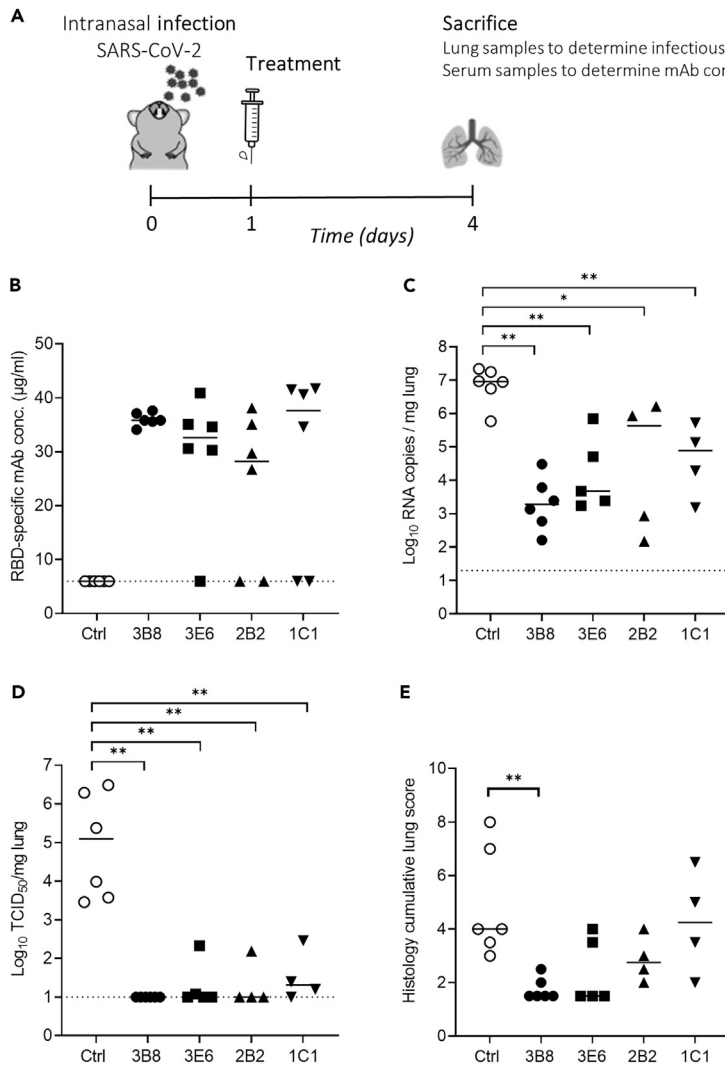 A
Intranasal infection
SARS-CoV-2
Treatment
Sacrifice
Lung samples to determine infectious
Serum samples to determine mAb
0
1
4
Time (days)
B
RBD-specific mAb conc. (µg/ml)
50
40
30
20
10
0
Ctrl 3B8 3E6 2B2 1C1
C
**
*
**
**
Log10 RNA copies / mg lung
8
7
6
5
4
3
2
1
0
Ctrl 3B8 3E6 2B2 1C1
D
**
**
**
**
Log10 TCID50/mg lung
7
6
5
2
1
0
Ctrl 3B8 3E6 2B2 1C1
E
**
Histology cumulative lung score
10
8
6
4
2
0
Ctrl 3B8 3E6 2B2 1C1